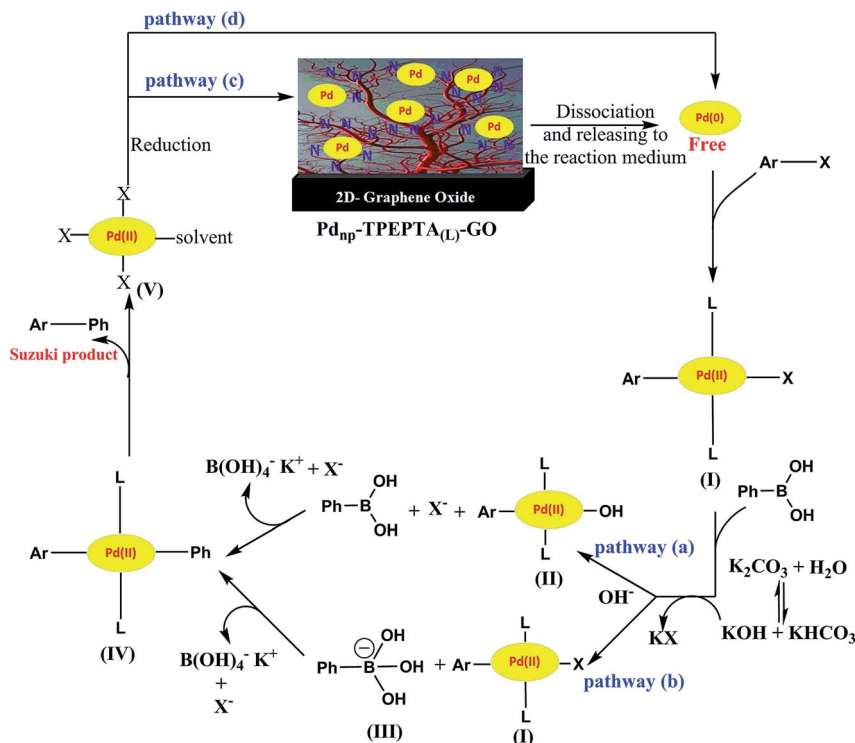 pathway (d)
pathway (c)
Reduction
Pd
Pd
Pd
Pd
Pd
Pd
Pd
N N N N N N N N N N N N N N
2D- Graphene Oxide
Pdnp-TPEPTA(L)-GO
Dissociation
and releasing to
the reaction medium
Pd(0)
Free
Ar—X
X
X—Pd(II)—solvent
X
(V)
Ar—Ph
Suzuki product
L
Ar—Pd(II)—X
L
(I)
OH
Ph—B
OH
K2CO3 + H2O
KOH + KHCO3
KX
OH-
pathway (a)
pathway (b)
B(OH)4- K+ + X-
OH
Ph—B
OH
+ X- +
L
Ar—Pd(II)—OH
L
(II)
L
Ar—Pd(II)—Ph
L
(IV)
B(OH)4- K+
+
X-
OH
Ph—B—OH
OH
(III)
+
L
Ar—Pd(II)—X
L
(I)